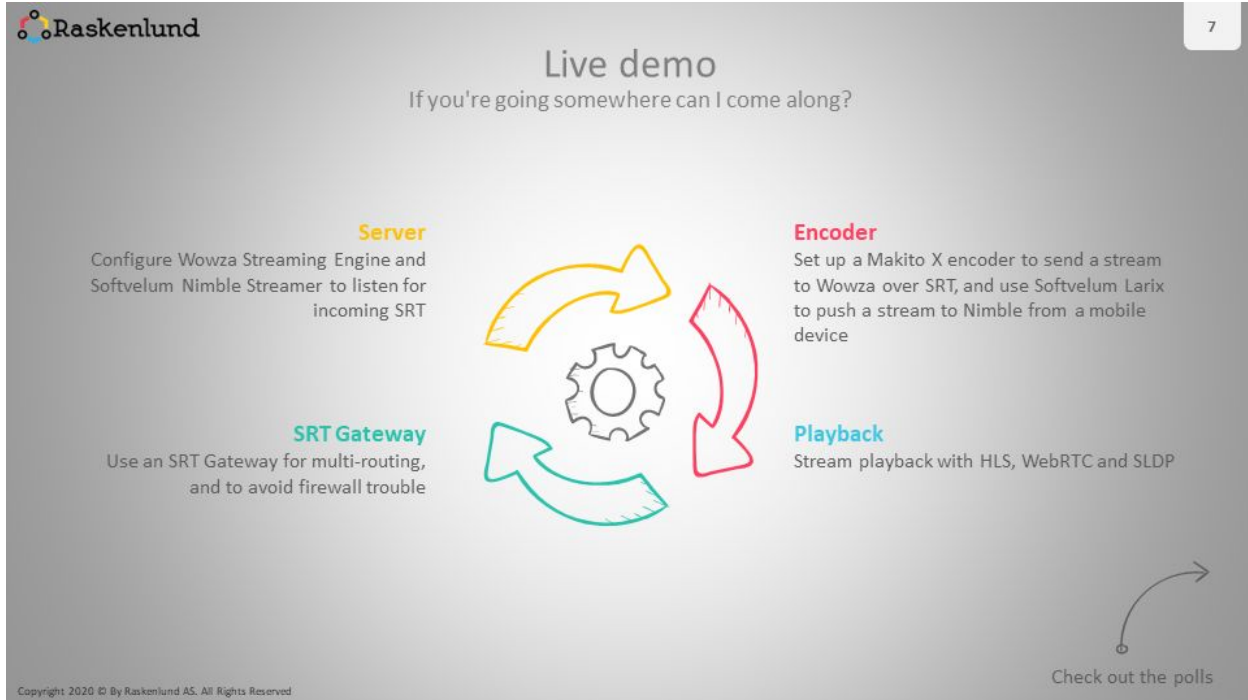 Raskenlund
7
Live demo
If you're going somewhere can I come along?
Server
Configure Wowza Streaming Engine and
Softvelum Nimble Streamer to listen for
incoming SRT
Encoder
Set up a Makito X encoder to send a stream
to Wowza over SRT, and use Softvelum Larix
to push a stream to Nimble from a mobile
device
SRT Gateway
Use an SRT Gateway for multi-routing,
and to avoid firewall trouble
Playback
Stream playback with HLS, WebRTC and SLDP
Check out the polls
Copyright 2020 © By Raskenlund AS. All Rights Reserved